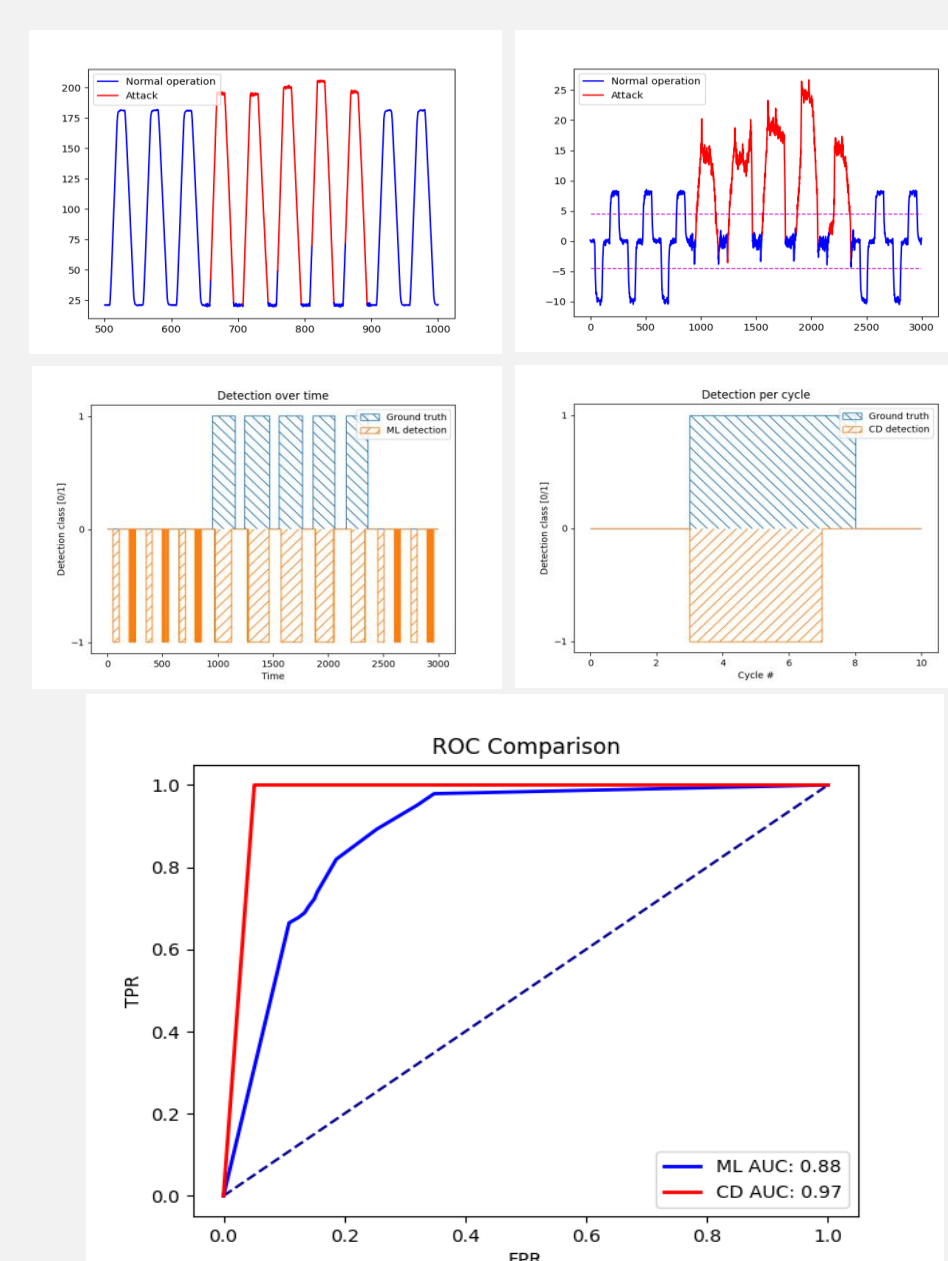 Normal operation
Attack
200
175
150
125
100
75
50
25
500 600 700 800 900 1000
Normal operation
Attack
25
20
15
10
5
0
−5
−10
0 500 1000 1500 2000 2500 3000
Detection over time
Ground truth
ML detection
Detection class [0/1]
1
0
−1
0 500 1000 1500 2000 2500 3000
Time
Detection per cycle
Ground truth
CD detection
Detection class [0/1]
1
0
−1
0 2 4 6 8 10
Cycle #
ROC Comparison
TPR
1.0
0.8
0.6
0.4
0.2
0.0
ML AUC: 0.88
CD AUC: 0.97
0.0 0.2 0.4 0.6 0.8 1.0
FPR